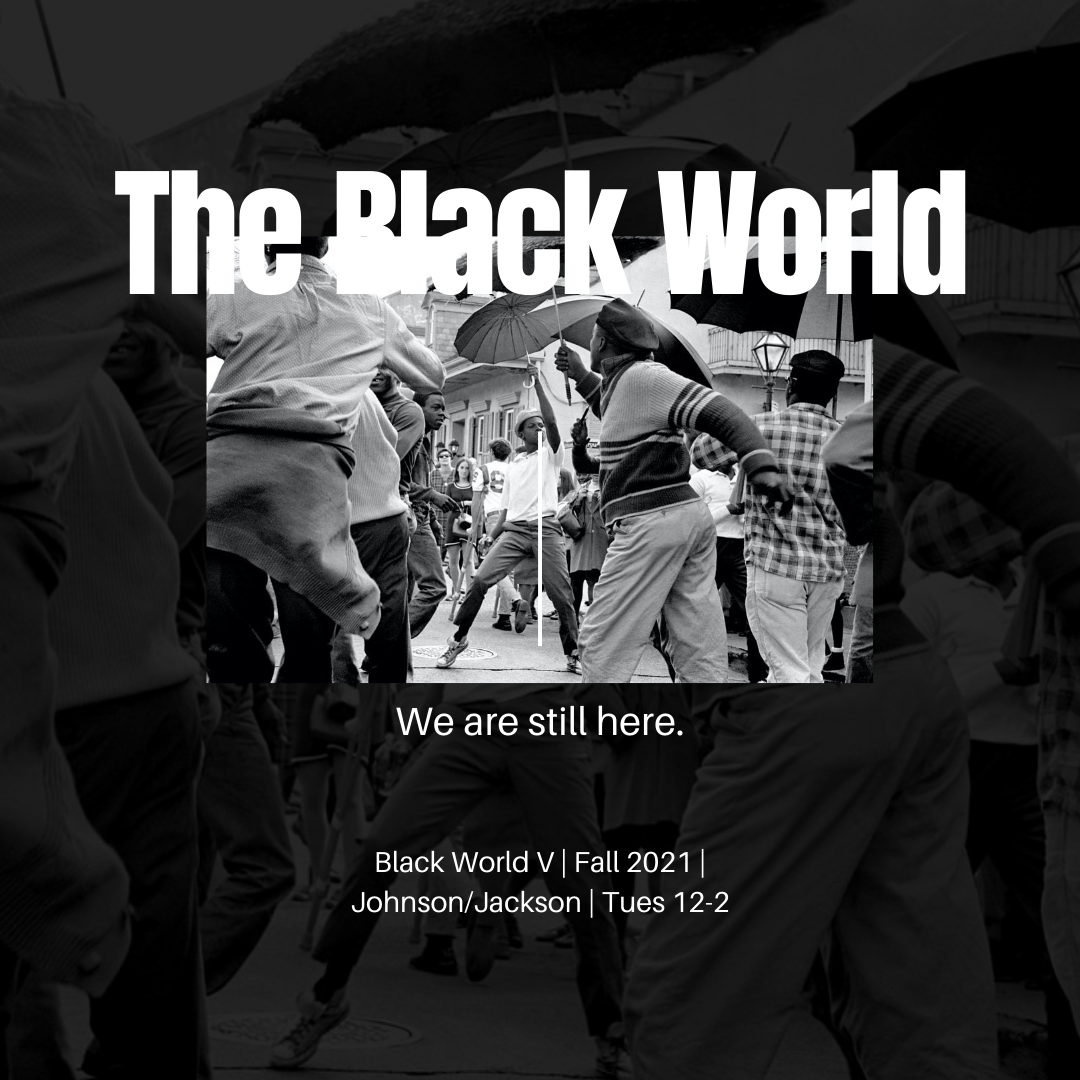 The Black World
We are still here.
Black World V | Fall 2021 |
Johnson/Jackson | Tues 12-2